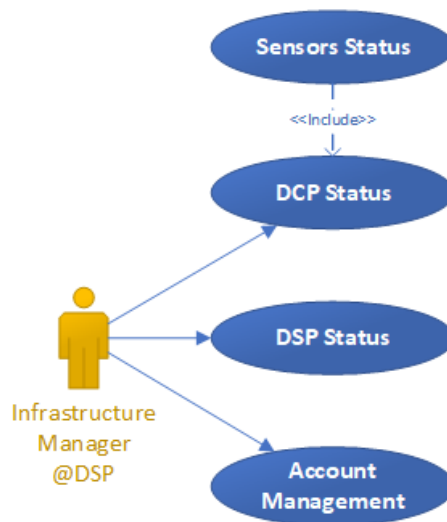 Sensors Status
<<Include>>
DCP Status
DSP Status
Infrastructure
Manager
@DSP
Account
Management